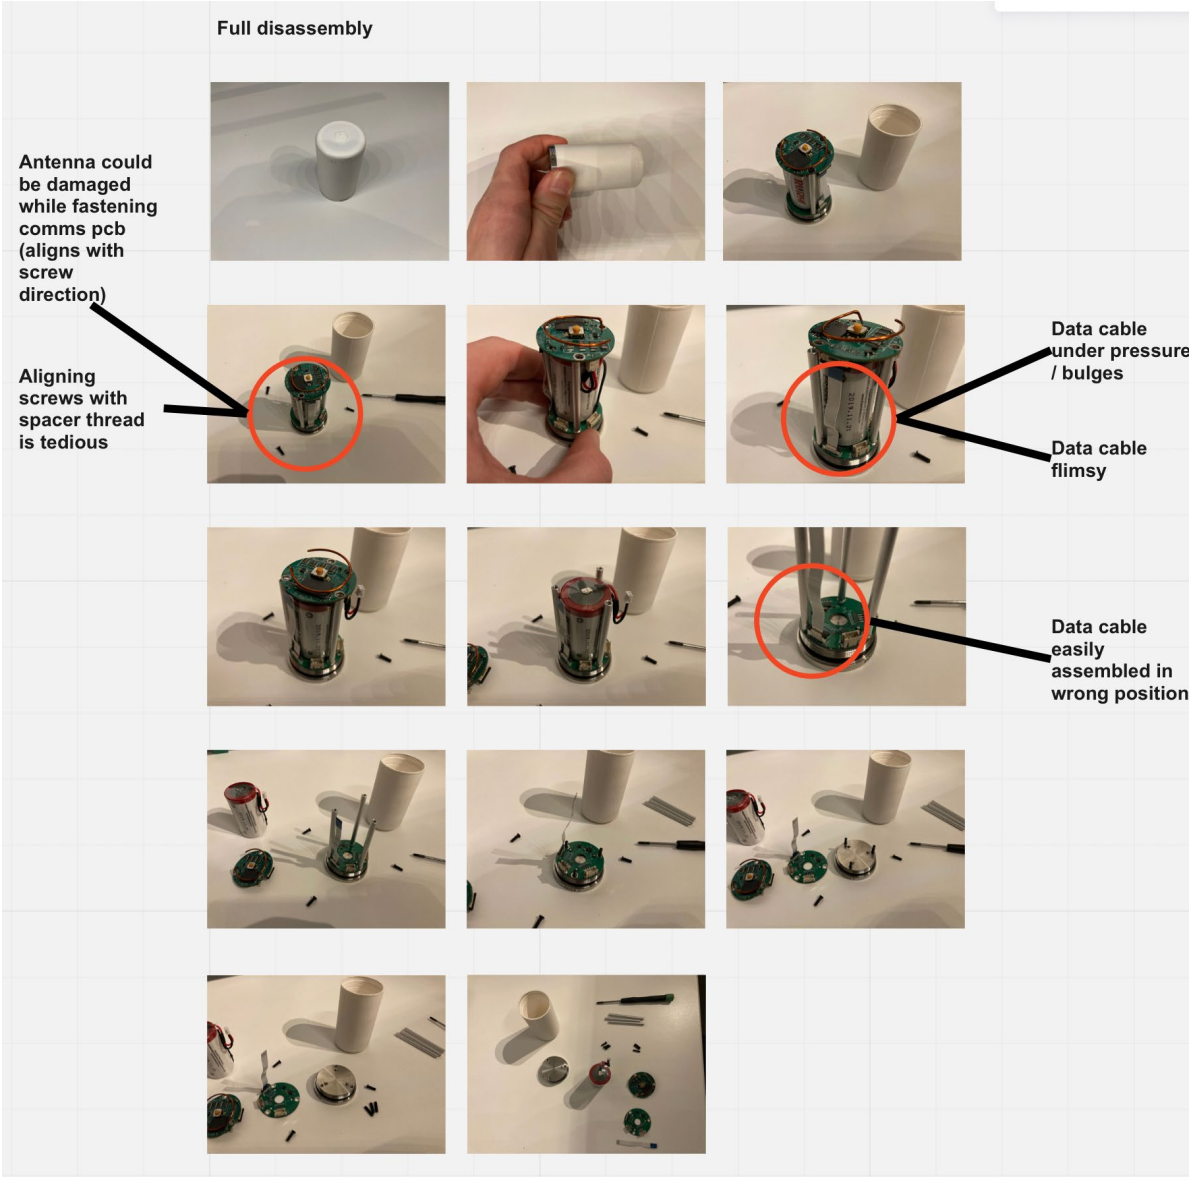 Full disassembly
Antenna could
be damaged
while fastening
comms pcb
(aligns with
screw
direction)
Aligning
screws with
spacer thread
is tedious
Data cable
under pressure
/ bulges
Data cable
flimsy
Data cable
easily
assembled in
wrong position